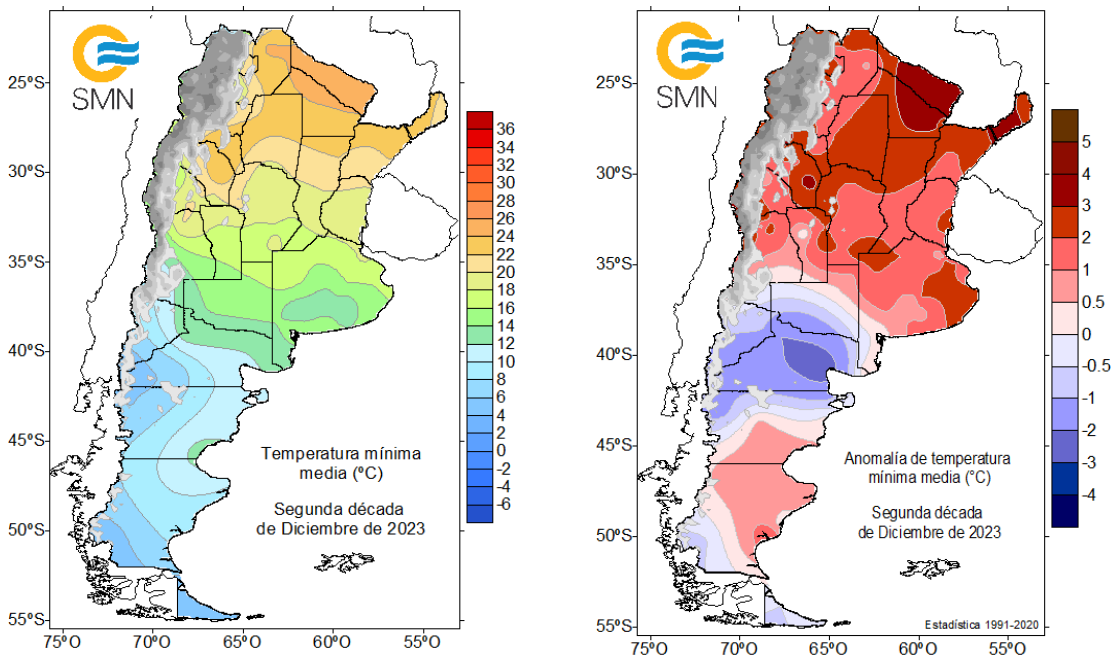 SMN
25°S
30°S
35°S
40°S
45°S
50°S
55°S
75°O
70°O
65°O
60°O
55°O
36
34
32
30
28
26
24
22
20
18
16
14
12
10
8
6
4
2
0
-2
-4
-6
Temperatura mínima
media (ºC)
Segunda década
de Diciembre de 2023
SMN
25°S
30°S
35°S
40°S
45°S
50°S
55°S
75°O
70°O
65°O
60°O
55°O
5
4
3
2
1
0.5
0
-0.5
-1
-2
-3
-4
Anomalía de temperatura
mínima media (°C)
Segunda década
de Diciembre de 2023
Estadística 1991-2020